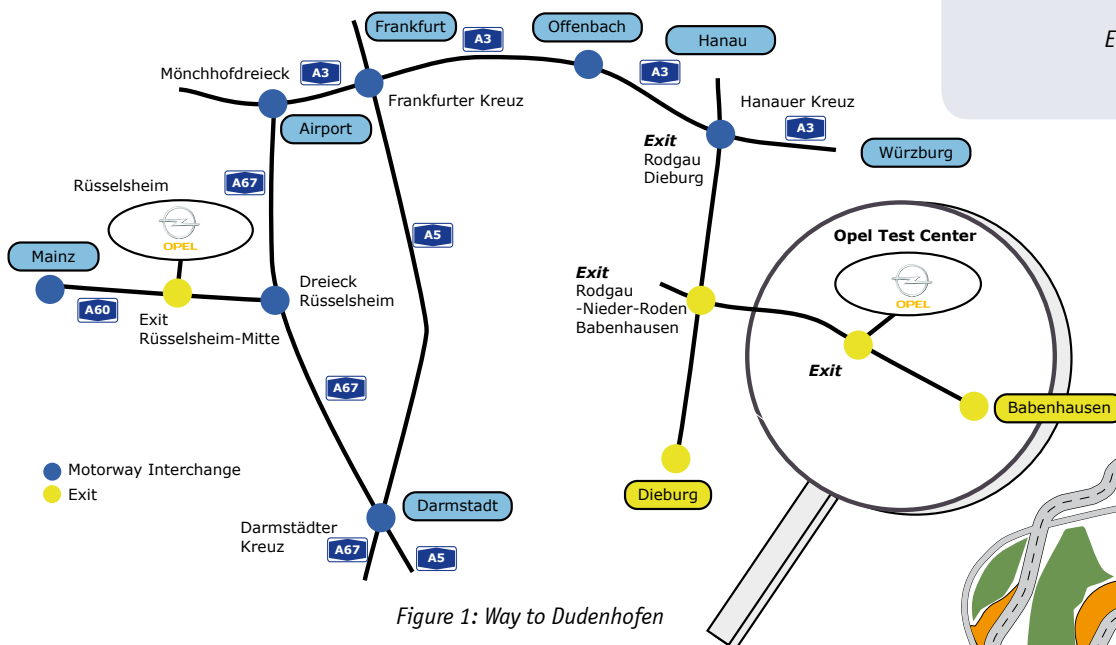 Frankfurt
A3
Offenbach
Hanau
E
Mönchhofdreieck
A3
A3
Frankfurter Kreuz
Hanauer Kreuz
A3
Airport
Exit
Rodgau
Dieburg
Würzburg
Rüsselsheim
A67
OPEL
A5
Opel Test Center
Mainz
Exit
Rodgau
-Nieder-Roden
Babenhausen
OPEL
A60
Dreieck
Rüsselsheim
Exit
Rüsselsheim-Mitte
Exit
A67
Babenhausen
Motorway Interchange
Exit
Dieburg
Darmstadt
Darmstädter
Kreuz
A67
A5
Figure 1: Way to Dudenhofen